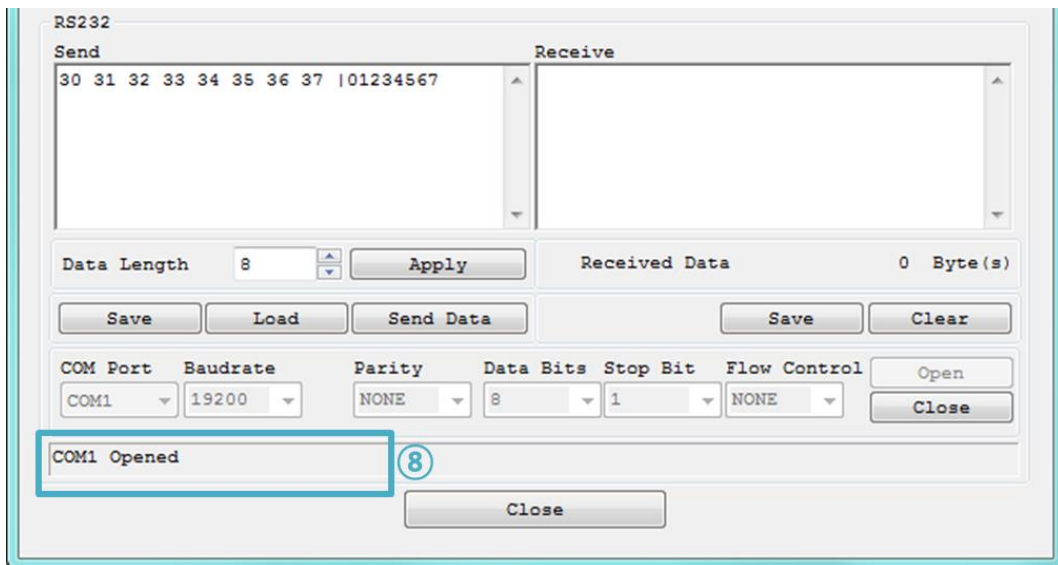 RS232
Send Receive
30 31 32 33 34 35 36 37 |01234567
Data Length 8 Apply Received Data 0 Byte(s)
Save Load Send Data Save Clear
COM Port Baudrate Parity Data Bits Stop Bit Flow Control Open
COM1 19200 NONE 8 1 NONE Close
COM1 Opened ⑧
Close